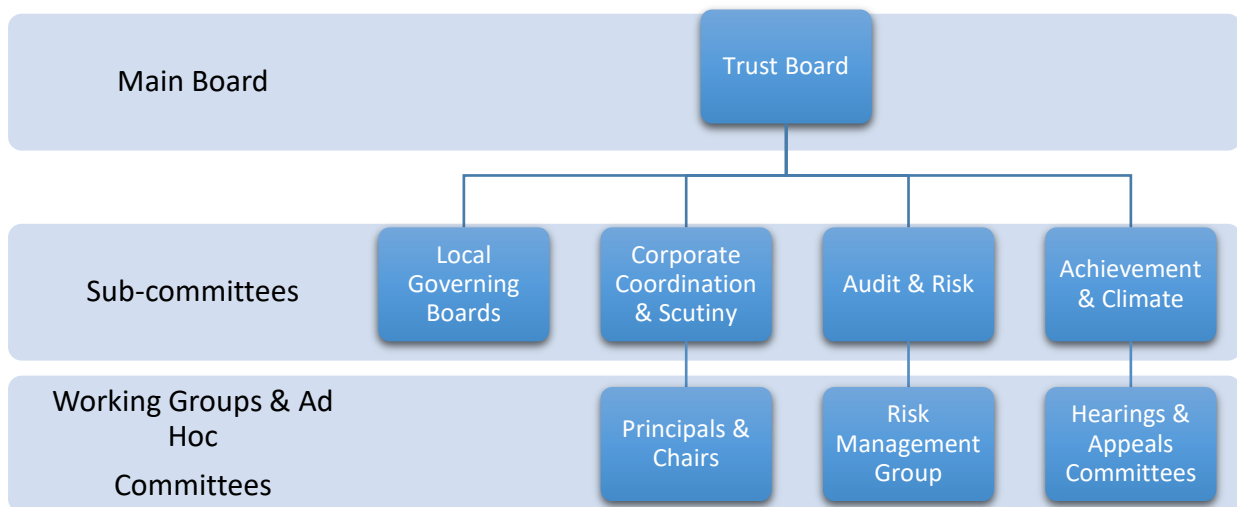 Main Board
Trust Board
Sub-committees
Local
Governing
Boards
Corporate
Coordination
& Scrutiny
Audit & Risk
Achievement
& Climate
Working Groups & Ad
Hoc
Committees
Principals &
Chairs
Risk
Management
Group
Hearings &
Appeals
Committees